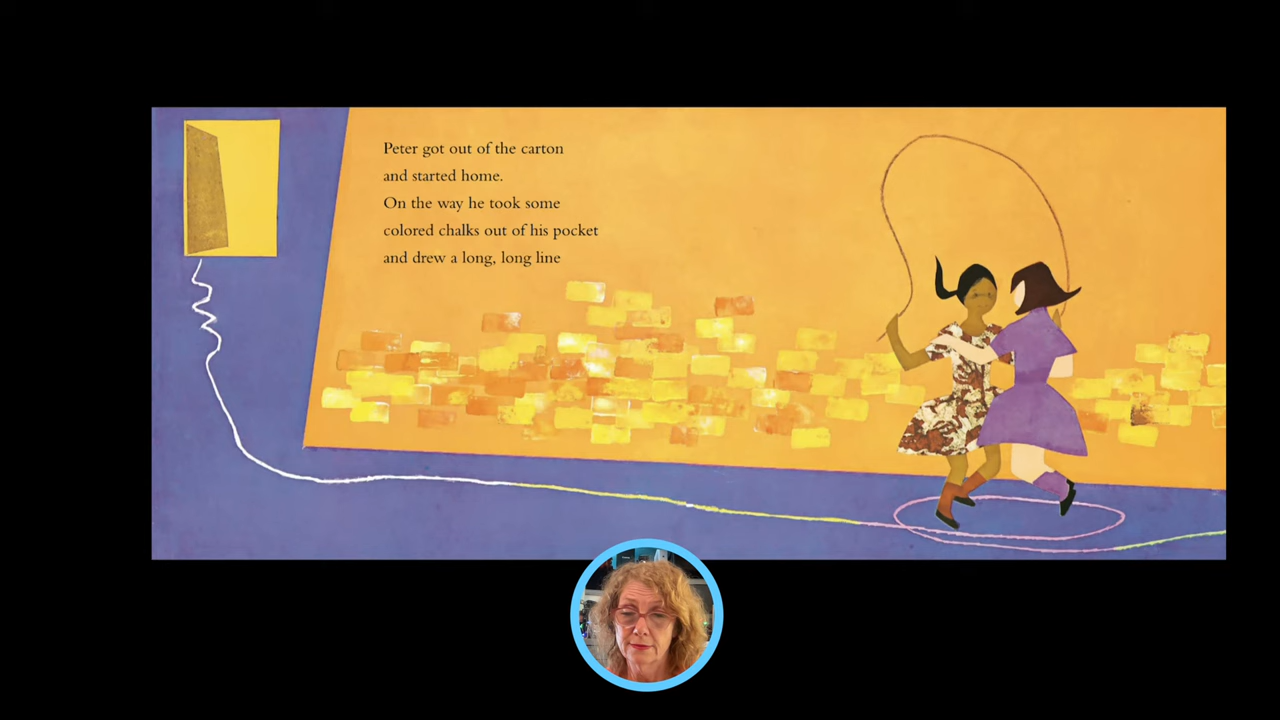 Peter got out of the carton
and started home.
On the way he took some
colored chalks out of his pocket
and drew a long, long line